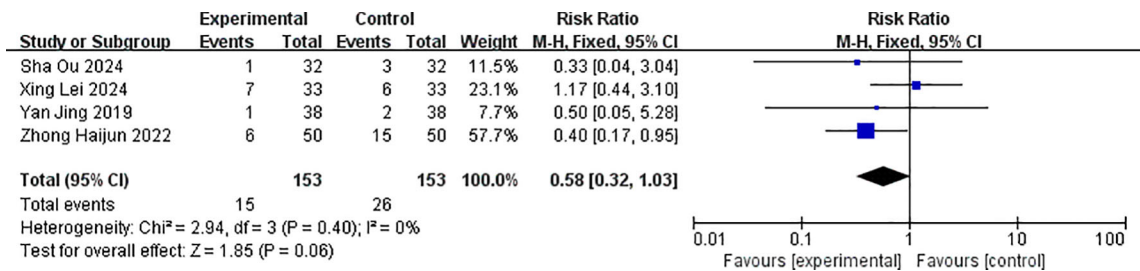 Experimental Control Risk Ratio Risk Ratio
Study or Subgroup Events Total Events Total Weight M-H, Fixed, 95% CI M-H, Fixed, 95% CI
Sha Ou 2024 1 32 3 32 11.5% 0.33 [0.04, 3.04]
Xing Lei 2024 7 33 6 33 23.1% 1.17 [0.44, 3.10]
Yan Jing 2019 1 38 2 38 7.7% 0.50 [0.05, 5.28]
Zhong Haijun 2022 6 50 15 50 57.7% 0.40 [0.17, 0.95]
Total (95% CI) 153 153 100.0% 0.58 [0.32, 1.03]
Total events 15 26
Heterogeneity: Chi² = 2.94, df = 3 (P = 0.40); I² = 0%
Test for overall effect: Z = 1.85 (P = 0.06)
0.01 0.1 1 10 100
Favours [experimental] Favours [control]